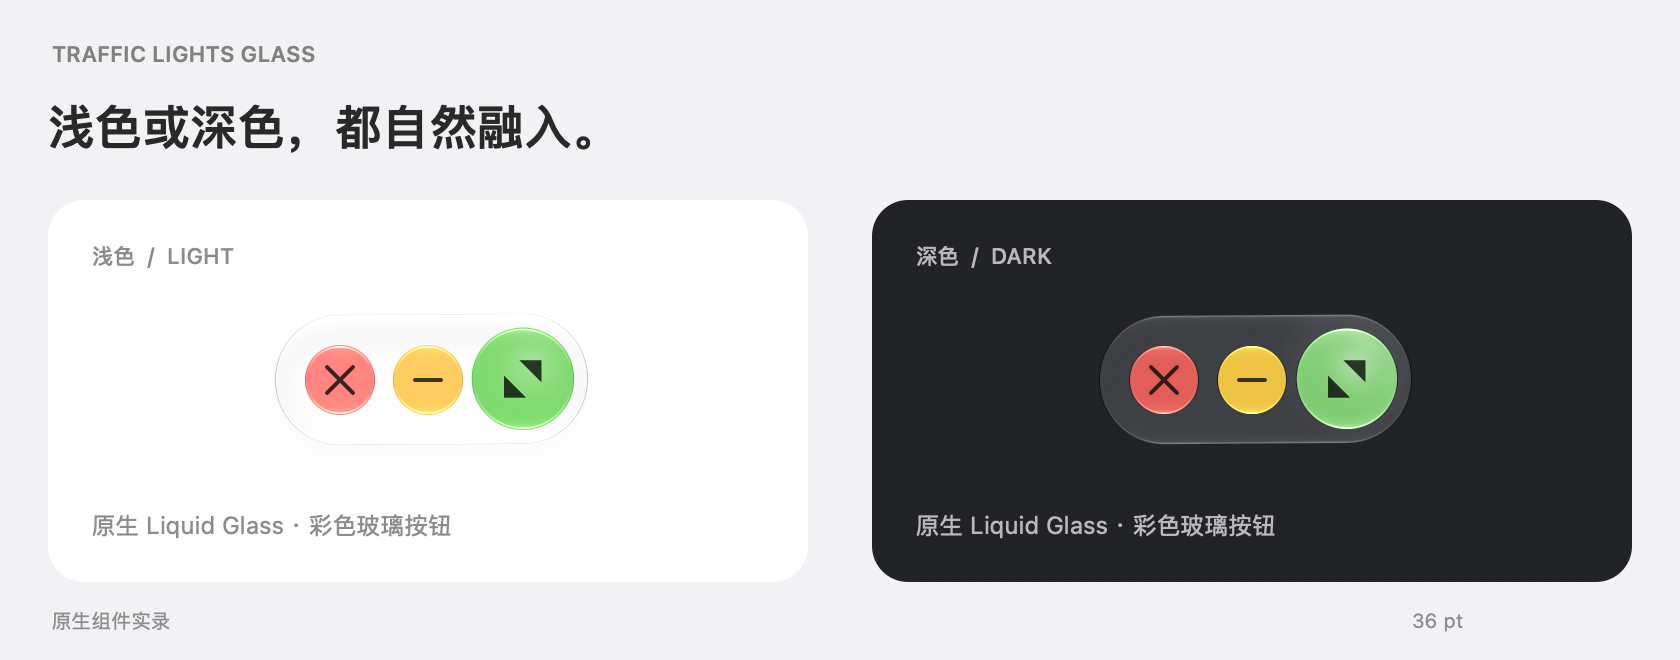 TRAFFIC LIGHTS GLASS
浅色或深色，都自然融入。
浅色 / LIGHT
原生 Liquid Glass · 彩色玻璃按钮
深色 / DARK
原生 Liquid Glass · 彩色玻璃按钮
原生组件实录
36 pt